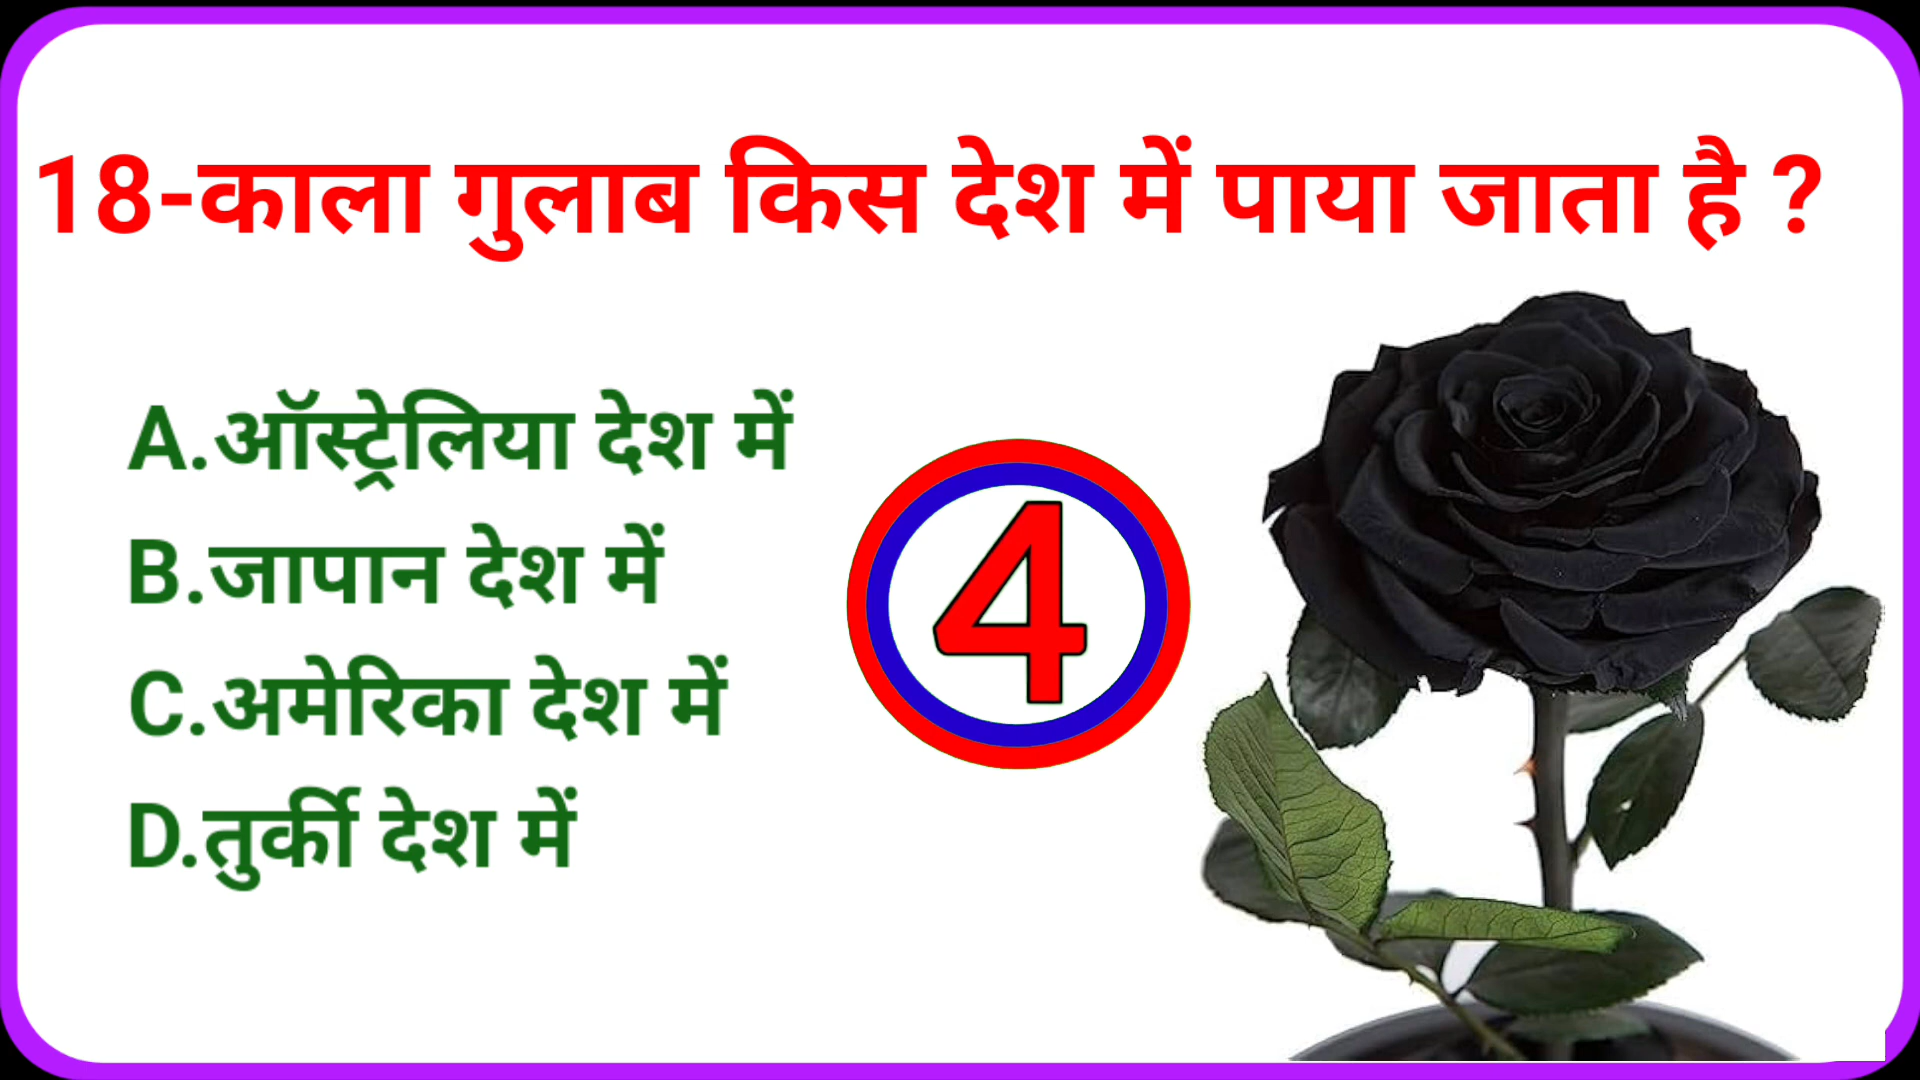 18-काला गुलाब किस देश में पाया जाता है ?
A.ऑस्ट्रेलिया देश में
B.जापान देश में
4
C.अमेरिका देश में
D.तुर्की देश में